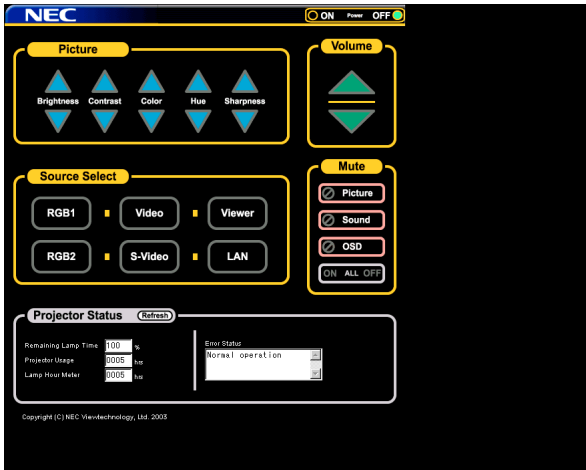 NEC
ON Power OFF
Picture
Brightness Contrast Color Hue Sharpness
Volume
Source Select
RGB1 Video Viewer
RGB2 S-Video LAN
Mute
Picture
Sound
OSD
ON ALL OFF
Projector Status Refresh
Remaining Lamp Time 100 %
Projector Usage 0005 hrs
Lamp Hour Meter 0005 hrs
Error Status
Normal operation
Copyright (C) NEC Viewtechnology, Ltd. 2003